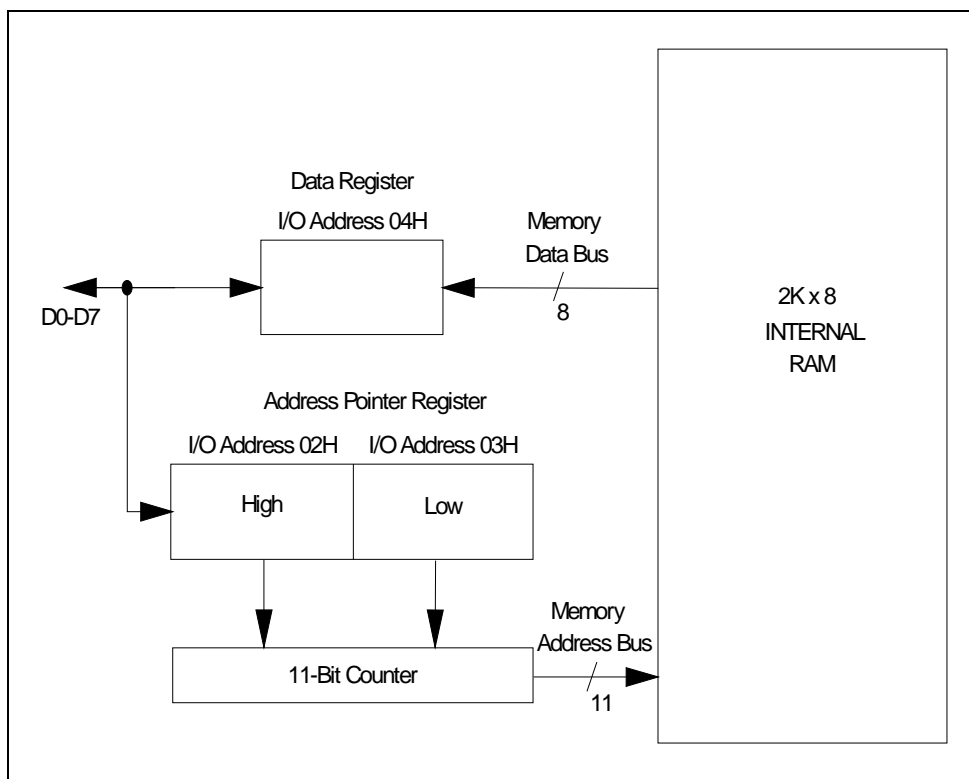 Data Register
I/O Address 04H
Memory
Data Bus
8
D0-D7
2K x 8
INTERNAL
RAM
Address Pointer Register
I/O Address 02H
I/O Address 03H
High
Low
Memory
Address Bus
11
11-Bit Counter